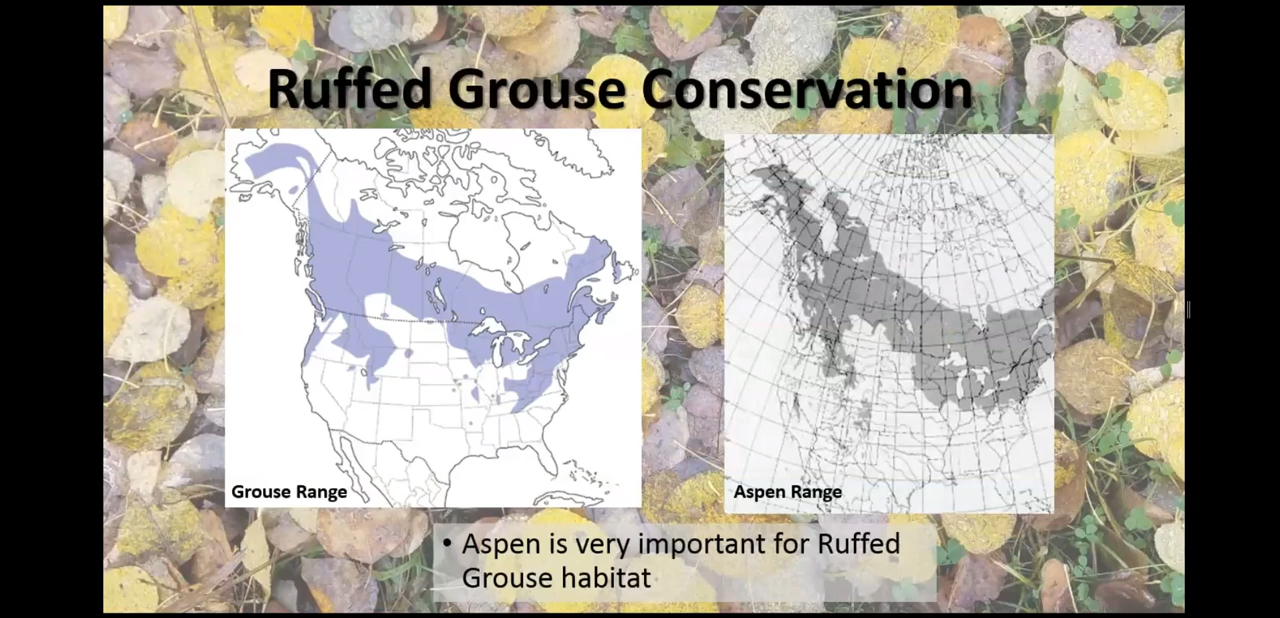 Ruffed Grouse Conservation
Grouse Range
Aspen Range
• Aspen is very important for Ruffed
Grouse habitat